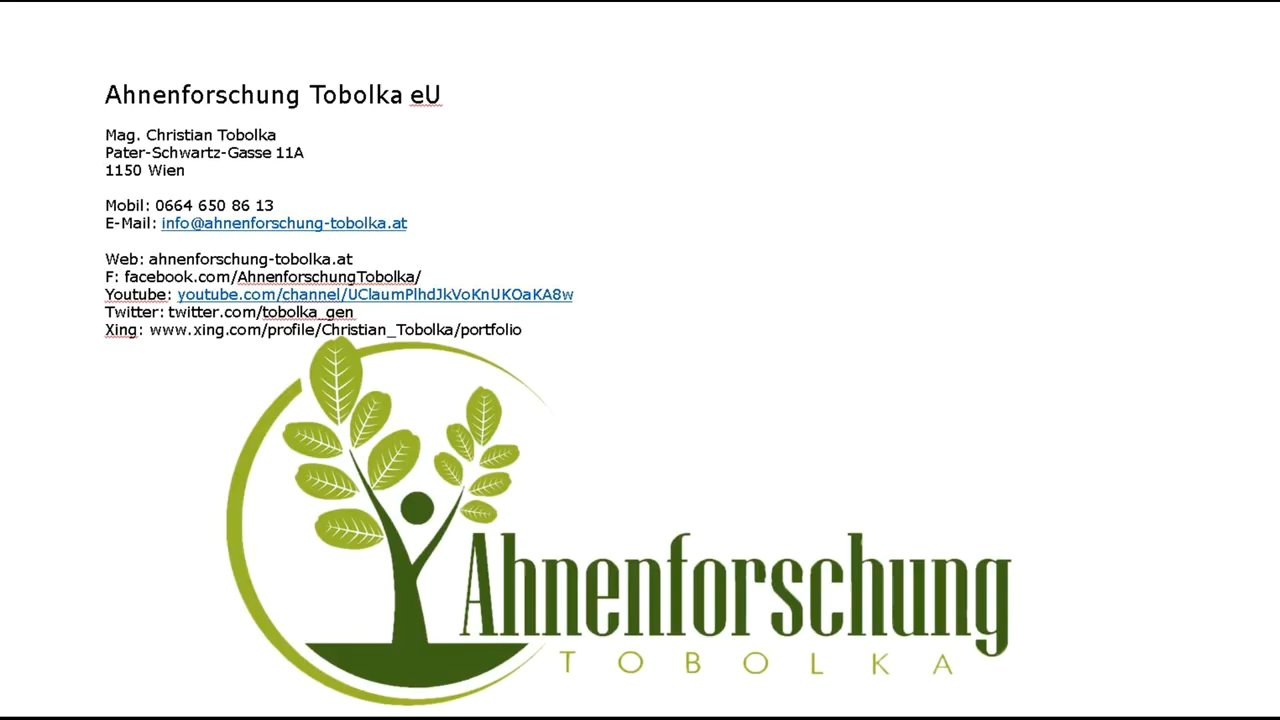 Ahnenforschung Tobolka eU
Mag. Christian Tobolka
Pater-Schwartz-Gasse 11A
1150 Wien
Mobil: 0664 650 86 13
E-Mail: info@ahnenforschung-tobolka.at
Web: ahnenforschung-tobolka.at
F: facebook.com/AhnenforschungTobolka/
Youtube: youtube.com/channel/UClaumPlhdJkVoKnUKOaKA8w
Twitter: twitter.com/tobolka_gen
Xing: www.xing.com/profile/Christian_Tobolka/portfolio
Ahnenforschung
TOBOLKA